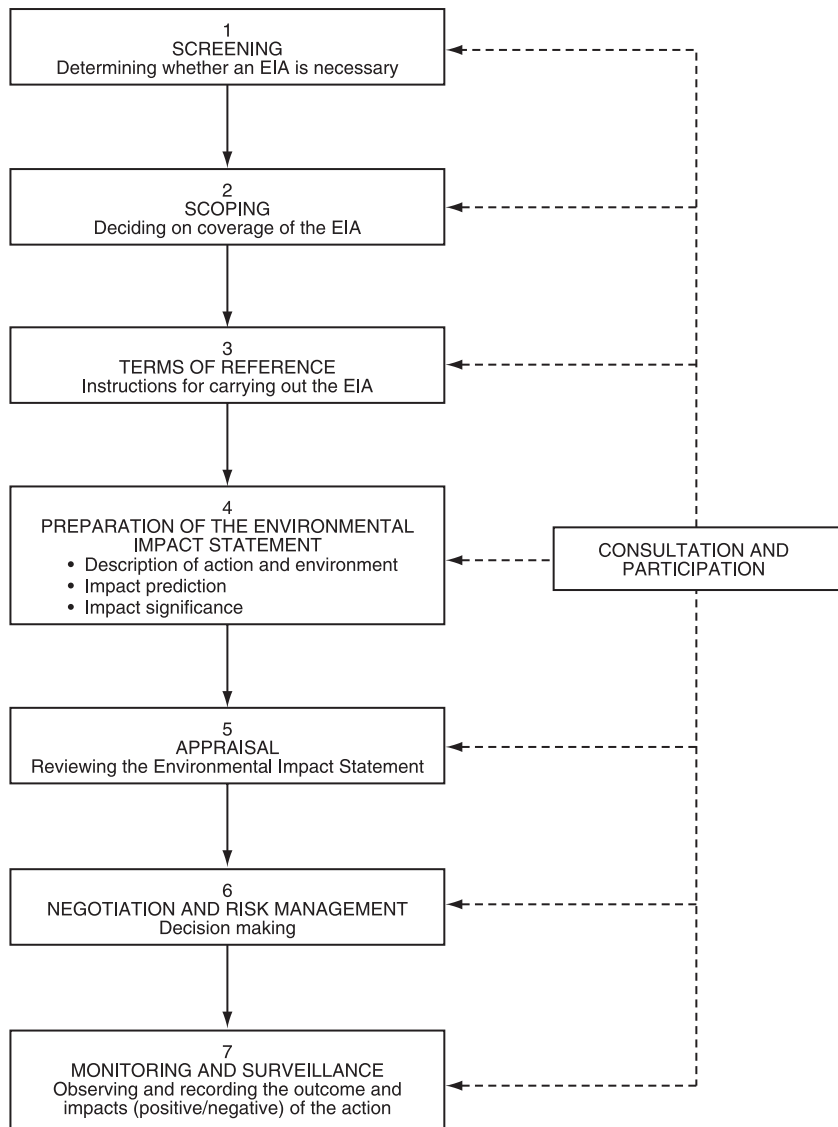 1
SCREENING
Determining whether an EIA is necessary
2
SCOPING
Deciding on coverage of the EIA
3
TERMS OF REFERENCE
Instructions for carrying out the EIA
4
PREPARATION OF THE ENVIRONMENTAL
IMPACT STATEMENT
• Description of action and environment
• Impact prediction
• Impact significance
CONSULTATION AND
PARTICIPATION
5
APPRAISAL
Reviewing the Environmental Impact Statement
6
NEGOTIATION AND RISK MANAGEMENT
Decision making
7
MONITORING AND SURVEILLANCE
Observing and recording the outcome and
impacts (positive/negative) of the action